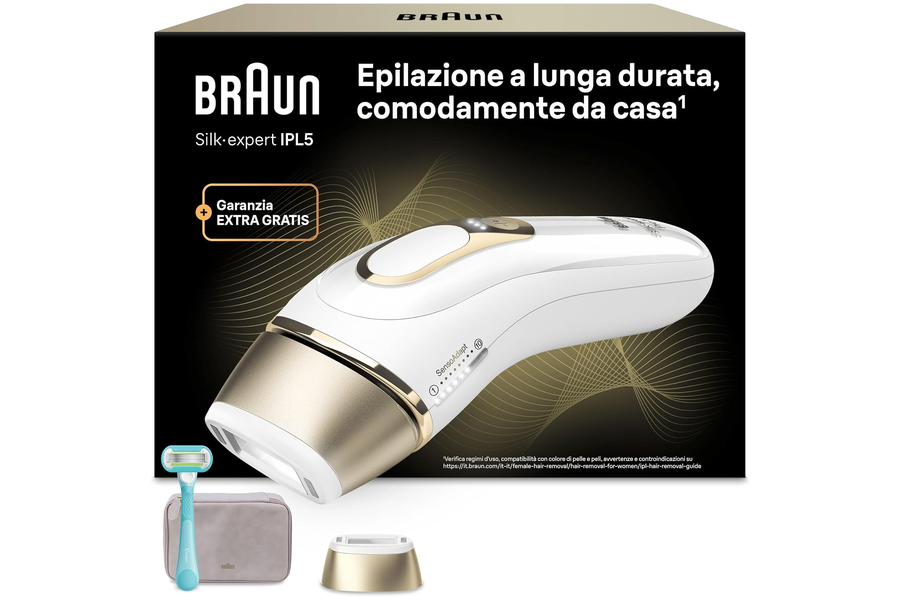 BRAUN
BRAUN
Silk·expert IPL5
Epilazione a lunga durata,
comodamente da casa¹
+ Garanzia
EXTRA GRATIS
SensoAdapt
1
10
¹Verifica regimi d'uso, compatibilità con colore di pelle e peli, avvertenze e controindicazioni su
https://it.braun.com/it-it/female-hair-removal/hair-removal-for-women/ipl-hair-removal-guide